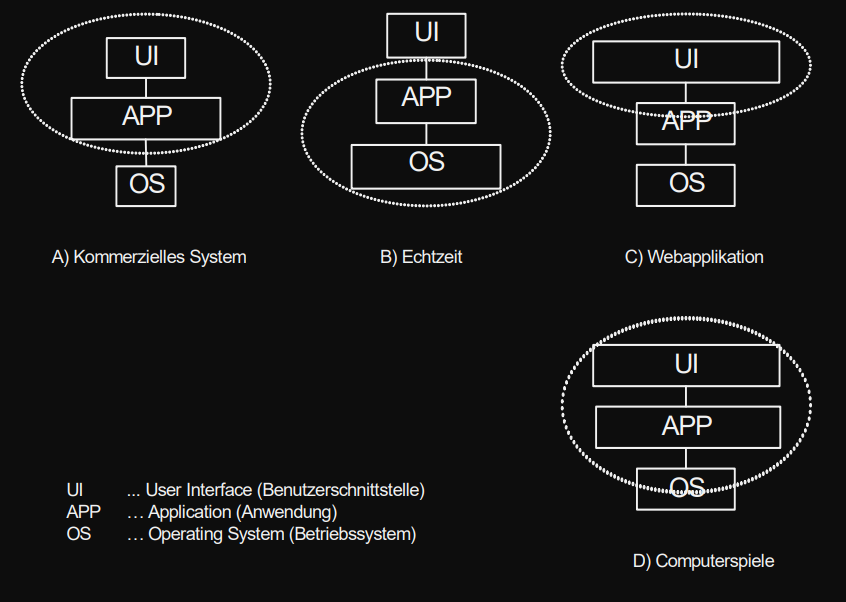 UI
APP
OS
A) Kommerzielles System
UI
APP
OS
B) Echtzeit
UI
APP
OS
C) Webapplikation
UI
APP
OS
D) Computerspiele
UI ... User Interface (Benutzerschnittstelle)
APP … Application (Anwendung)
OS … Operating System (Betriebssystem)